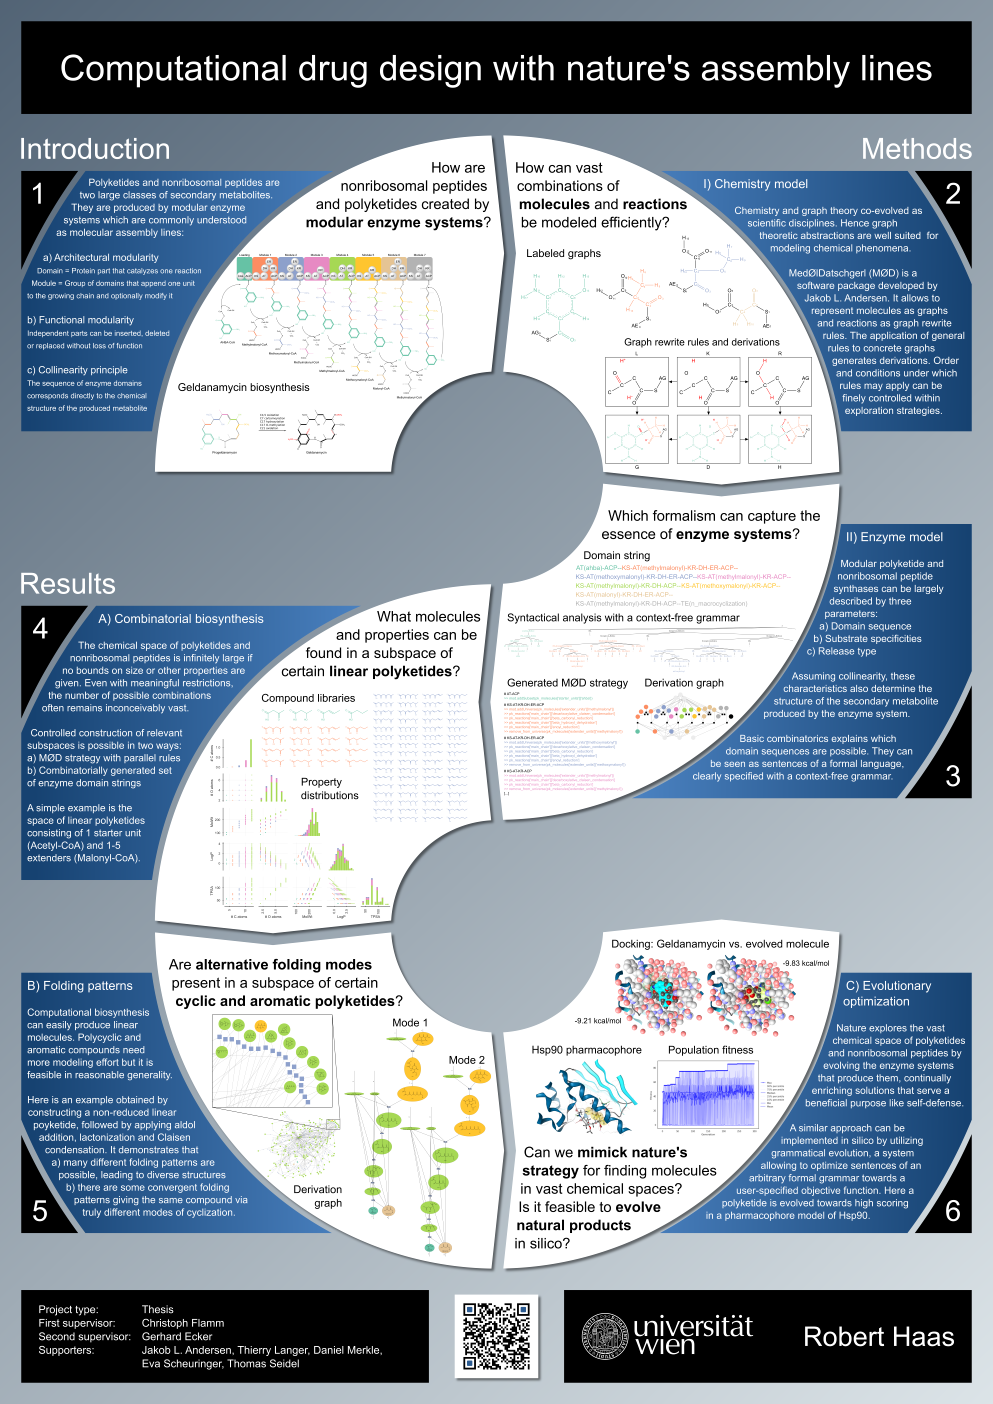 Computational drug design with nature's assembly lines
Introduction
1
Polyketides and nonribosomal peptides are
two large classes of secondary metabolites.
They are produced by modular enzyme
systems which are commonly understood
as molecular assembly lines:
a) Architectural modularity
Domain = Protein part that catalyzes one reaction
Module = Group of domains that append one unit
to the growing chain and optionally modify it
b) Functional modularity
Independent parts can be inserted, deleted
or replaced without loss of function
c) Collinearity principle
The sequence of enzyme domains
corresponds directly to the chemical
structure of the produced metabolite
How are
nonribosomal peptides
and polyketides created by
modular enzyme systems?
Geldanamycin biosynthesis
Progeldanamycin
Geldanamycin
Methods
2
How can vast
combinations of
molecules and reactions
be modeled efficiently?
Labeled graphs
Graph rewrite rules and derivations
L K R
G D H
I) Chemistry model
Chemistry and graph theory co-evolved as
scientific disciplines. Hence graph
theoretic abstractions are well suited for
modeling chemical phenomena.
MedØlDatschgerl (MØD) is a
software package developed by
Jakob L. Andersen. It allows to
represent molecules as graphs
and reactions as graph rewrite
rules. The application of general
rules to concrete graphs
generates derivations. Order
and conditions under which
rules may apply can be
finely controlled within
exploration strategies.
Which formalism can capture the
essence of enzyme systems?
Domain string
AT(ahba)-ACP--KS-AT(methylmalonyl)-KR-DH-ER-ACP--
KS-AT(methoxymalonyl)-KR-DH-ER-ACP--KS-AT(methylmalonyl)-KR-ACP--
KS-AT(methylmalonyl)-KR-DH-ACP--KS-AT(methoxymalonyl)-KR-ACP--
KS-AT(malonyl)-KR-DH-ER-ACP--
KS-AT(methylmalonyl)-KR-DH-ACP--TE(n_macrocyclization)
Syntactical analysis with a context-free grammar
Generated MØD strategy
Derivation graph
II) Enzyme model
Modular polyketide and
nonribosomal peptide
synthases can be largely
described by three
parameters:
a) Domain sequence
b) Substrate specificities
c) Release type
Assuming collinearity, these
characteristics also determine the
structure of the secondary metabolite
produced by the enzyme system.
Basic combinatorics explains which
domain sequences are possible. They can
be seen as sentences of a formal language,
clearly specified with a context-free grammar.
3
Results
4
A) Combinatorial biosynthesis
The chemical space of polyketides and
nonribosomal peptides is infinitely large if
no bounds on size or other properties are
given. Even with meaningful restrictions,
the number of possible combinations
often remains inconceivably vast.
Controlled construction of relevant
subspaces is possible in two ways:
a) MØD strategy with parallel rules
b) Combinatorially generated set
of enzyme domain strings
A simple example is the
space of linear polyketides
consisting of 1 starter unit
(Acetyl-CoA) and 1-5
extenders (Malonyl-CoA).
What molecules
and properties can be
found in a subspace of
certain linear polyketides?
Compound libraries
Property
distributions
# C atoms
# O atoms
MolWt
LogP
TPSA
B) Folding patterns
Computational biosynthesis
can easily produce linear
molecules. Polycyclic and
aromatic compounds need
more modeling effort but it is
feasible in reasonable generality.
Here is an example obtained by
constructing a non-reduced linear
poyketide, followed by applying aldol
addition, lactonization and Claisen
condensation. It demonstrates that
a) many different folding patterns are
possible, leading to diverse structures
b) there are some convergent folding
patterns giving the same compound via
truly different modes of cyclization.
5
Are alternative folding modes
present in a subspace of certain
cyclic and aromatic polyketides?
Mode 1
Mode 2
Derivation
graph
Docking: Geldanamycin vs. evolved molecule
-9.83 kcal/mol
-9.21 kcal/mol
Hsp90 pharmacophore
Population fitness
Can we mimick nature's
strategy for finding molecules
in vast chemical spaces?
Is it feasible to evolve
natural products
in silico?
C) Evolutionary
optimization
Nature explores the vast
chemical space of polyketides
and nonribosomal peptides by
evolving the enzyme systems
that produce them, continually
enriching solutions that serve a
beneficial purpose like self-defense.
A similar approach can be
implemented in silico by utilizing
grammatical evolution, a system
allowing to optimize sentences of an
arbitrary formal grammar towards a
user-specified objective function. Here a
polyketide is evolved towards high scoring
in a pharmacophore model of Hsp90.
6
Project type: Thesis
First supervisor: Christoph Flamm
Second supervisor: Gerhard Ecker
Supporters: Jakob L. Andersen, Thierry Langer, Daniel Merkle,
Eva Scheuringer, Thomas Seidel
universität
wien
Robert Haas